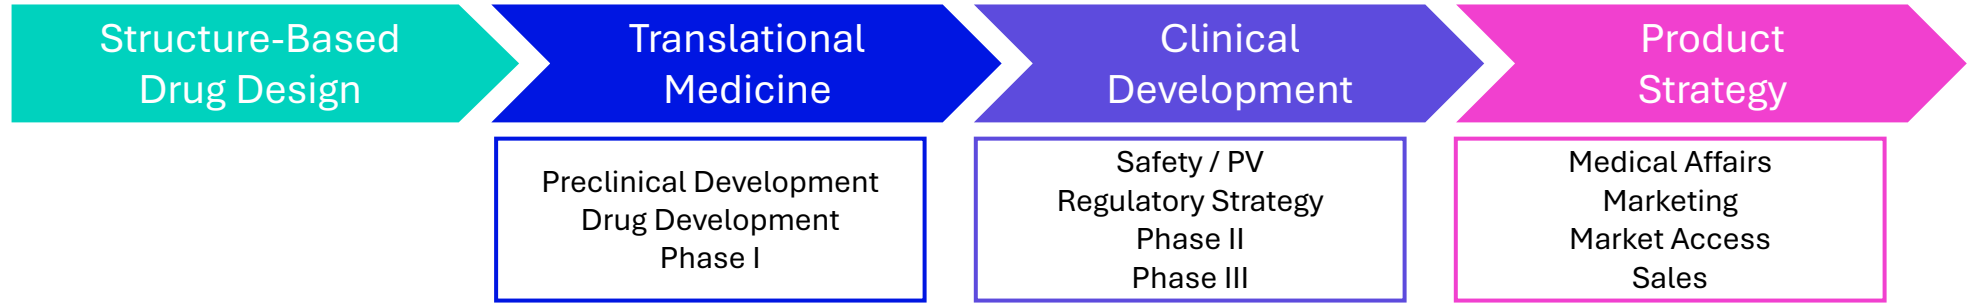 Structure-Based
Drug Design
Translational
Medicine
Clinical
Development
Product
Strategy
Preclinical Development
Drug Development
Phase I
Safety / PV
Regulatory Strategy
Phase II
Phase III
Medical Affairs
Marketing
Market Access
Sales